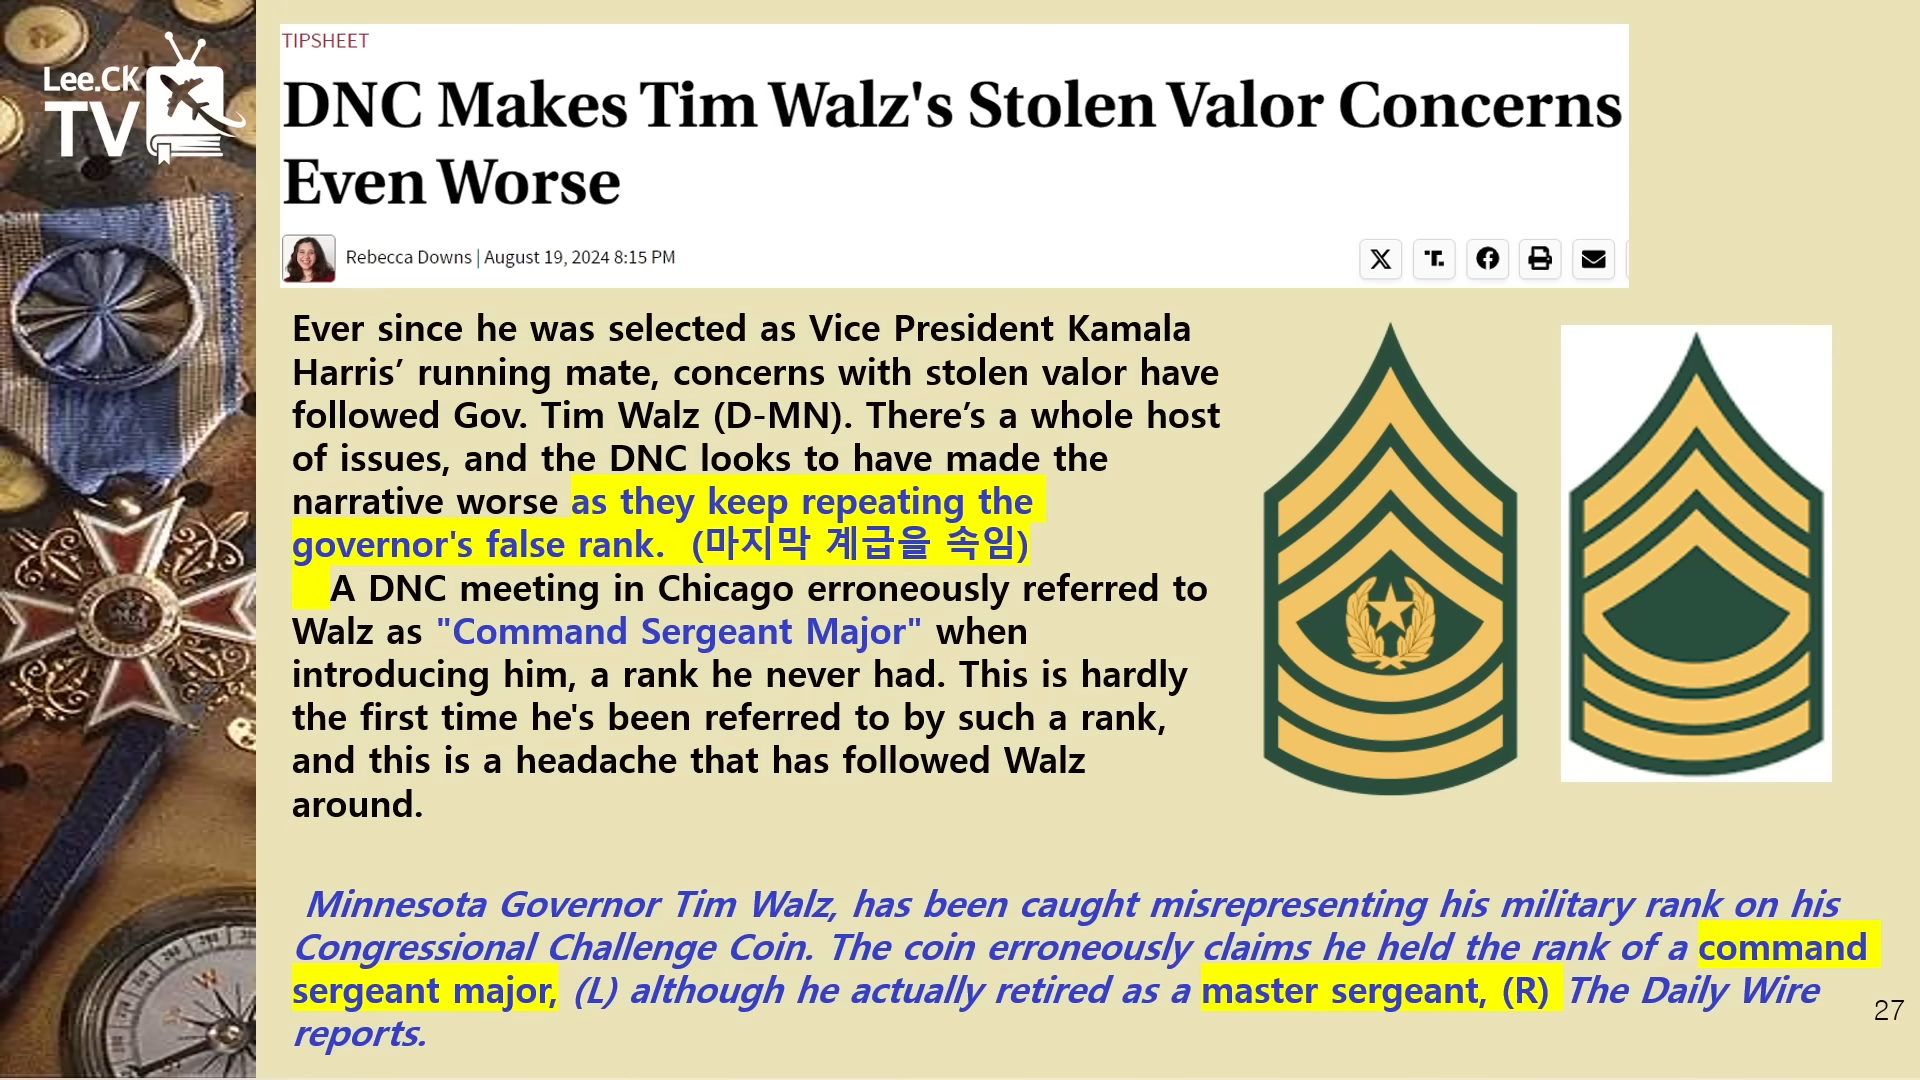 Lee.CK
TV
TIPSHEET
DNC Makes Tim Walz's Stolen Valor Concerns
Even Worse
Rebecca Downs | August 19, 2024 8:15 PM
Ever since he was selected as Vice President Kamala
Harris’ running mate, concerns with stolen valor have
followed Gov. Tim Walz (D-MN). There’s a whole host
of issues, and the DNC looks to have made the
narrative worse as they keep repeating the
governor's false rank. (마지막 계급을 속임)
A DNC meeting in Chicago erroneously referred to
Walz as "Command Sergeant Major" when
introducing him, a rank he never had. This is hardly
the first time he's been referred to by such a rank,
and this is a headache that has followed Walz
around.
Minnesota Governor Tim Walz, has been caught misrepresenting his military rank on his
Congressional Challenge Coin. The coin erroneously claims he held the rank of a command
sergeant major, (L) although he actually retired as a master sergeant, (R) The Daily Wire
reports.
27